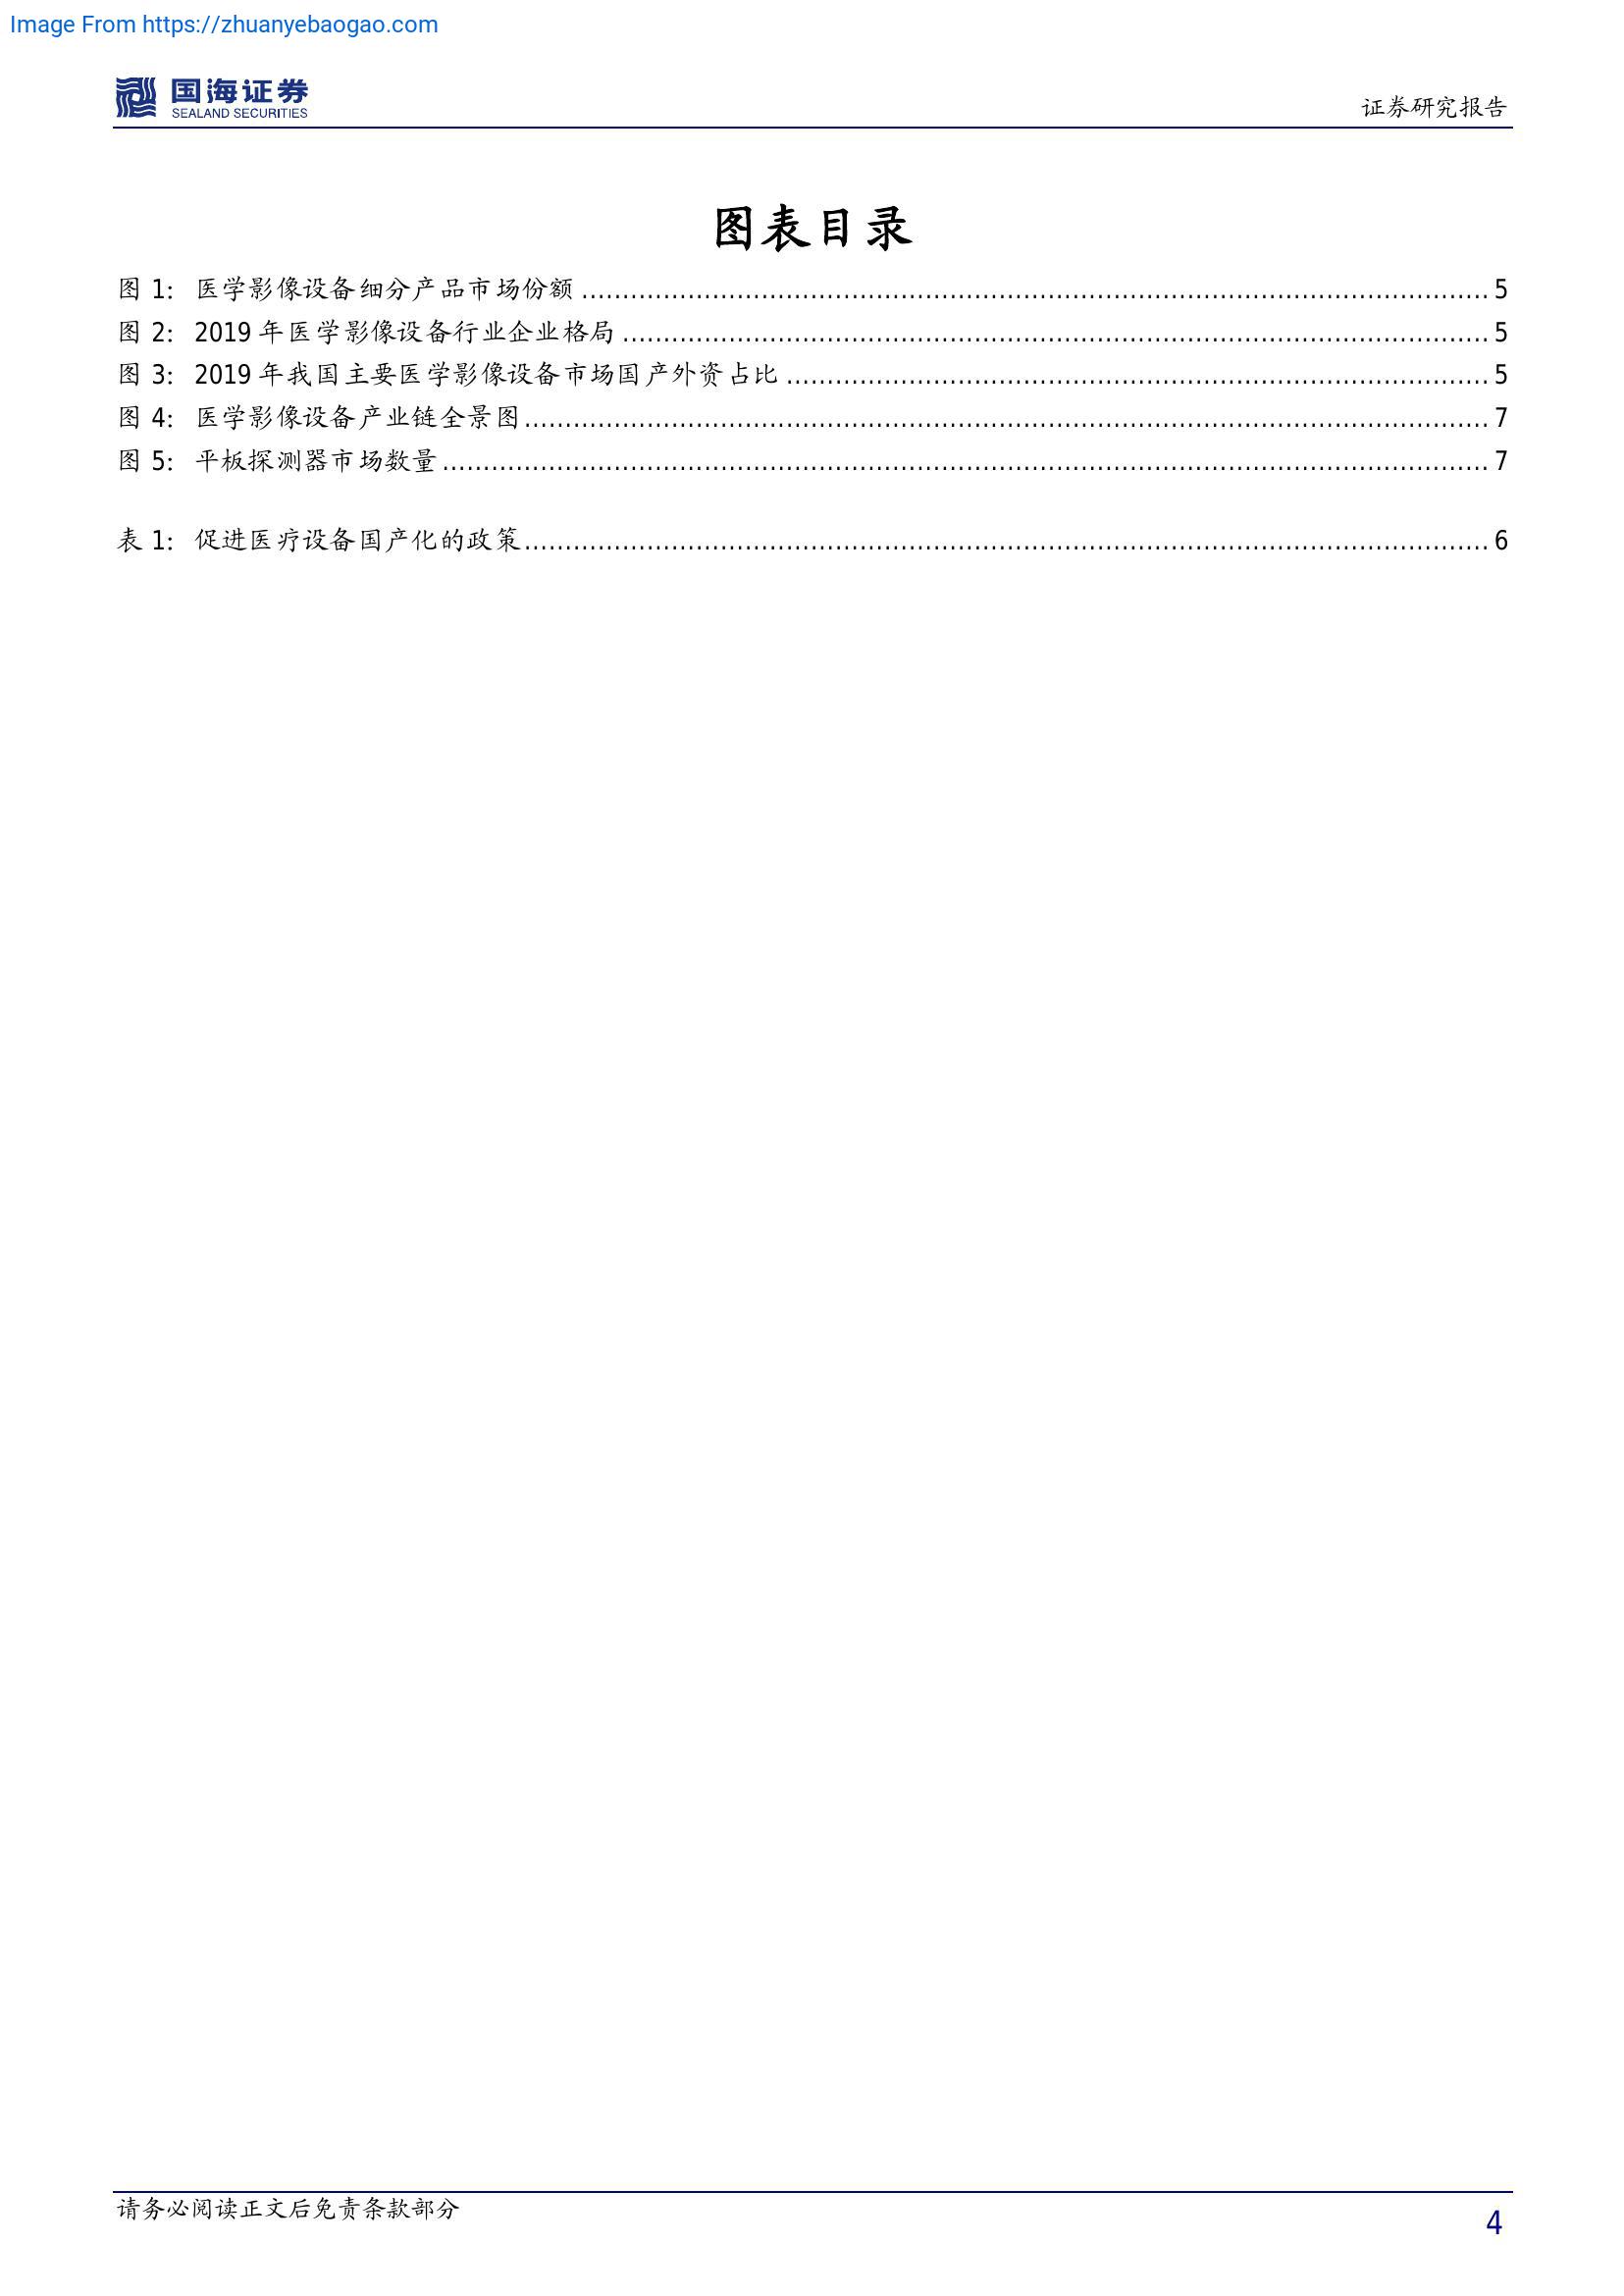 Image From https://zhuanyebaogao.com
国海证券
SEALAND SECURITIES
证券研究报告
图表目录
图 1: 医学影像设备细分产品市场份额 ........................................ 5
图 2: 2019 年医学影像设备行业企业格局 ........................................ 5
图 3: 2019 年我国主要医学影像设备市场国产外资占比 ........................................ 5
图 4: 医学影像设备产业链全景图 ........................................ 7
图 5: 平板探测器市场数量 ........................................ 7
表 1: 促进医疗设备国产化的政策 ........................................ 6
请务必阅读正文后免责条款部分
4